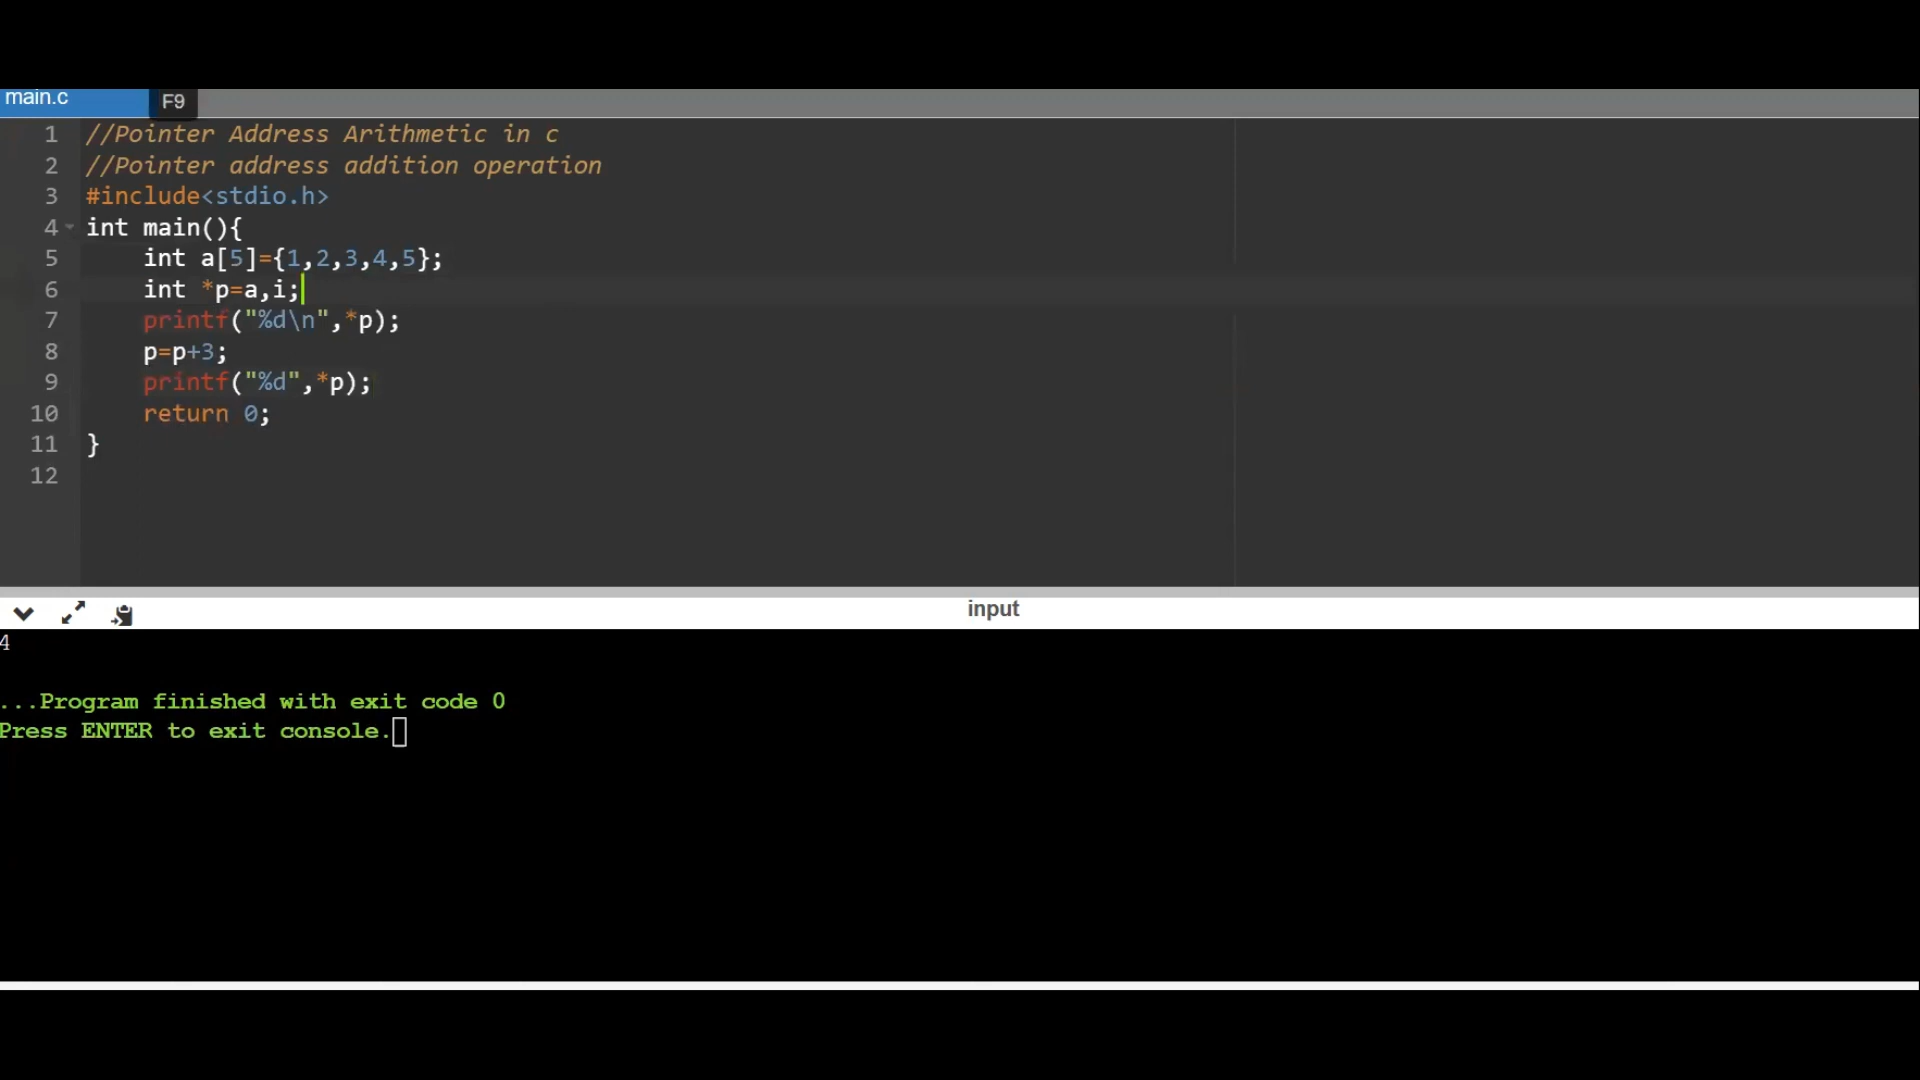 main.c F9
1 //Pointer Address Arithmetic in c
2 //Pointer address addition operation
3 #include<stdio.h>
4 int main(){
5 int a[5]={1,2,3,4,5};
6 int *p=a,i;
7 printf("%d\n",*p);
8 p=p+3;
9 printf("%d",*p);
10 return 0;
11 }
12
input
4
...Program finished with exit code 0
Press ENTER to exit console.